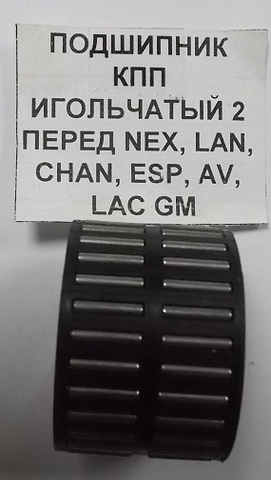 ПОДШИПНИК
КПП
ИГОЛЬЧАТЫЙ 2
ПЕРЕД NEX, LAN,
CHAN, ESP, AV,
LAC GM